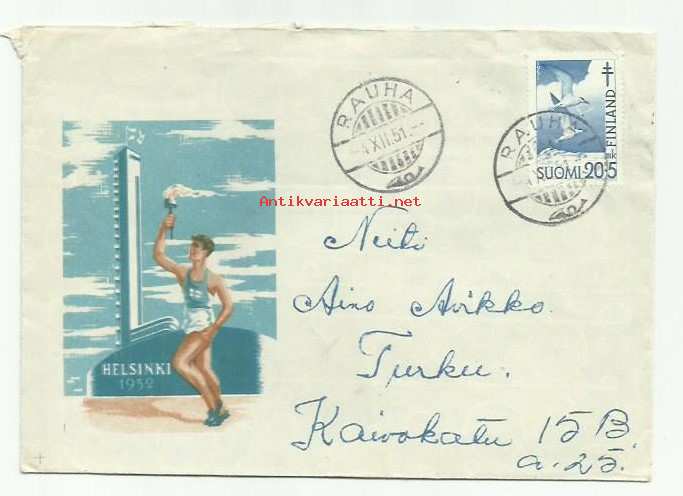 RAUHA
4 XII.51
RAUHA
FINLAND
SUOMI 20+5
Antikvariaatti.net
HELSINKI
1952
Neiti
Aino Avikko.
Turku.
Kaivokatu 15 B.
a. 25.